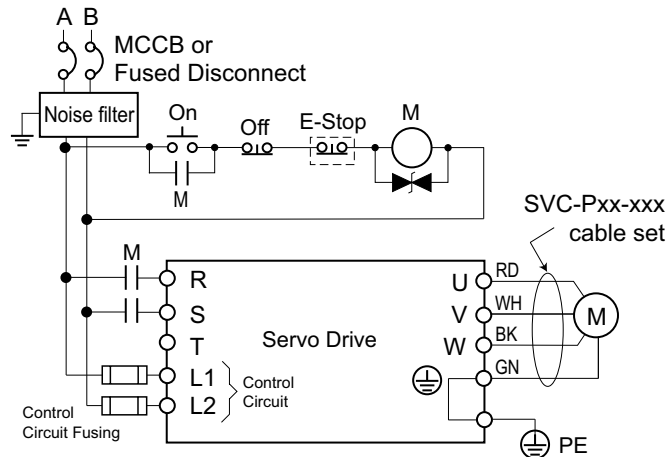 A B
MCCB or
Fused Disconnect
Noise filter
On
Off
E-Stop
M
M
SVC-Pxx-xxx
cable set
M
R
S
T
L1
L2
Control
Circuit
Servo Drive
U
V
W
RD
WH
BK
GN
M
Control
Circuit Fusing
PE